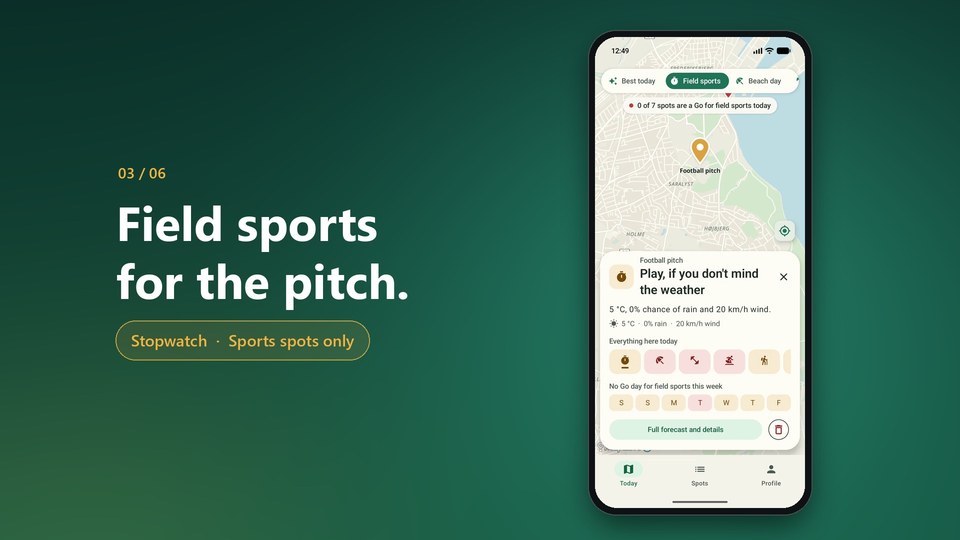 03 / 06
Field sports
for the pitch.
Stopwatch · Sports spots only
12:49
Best today
Field sports
Beach day
0 of 7 spots are a Go for field sports today
Football pitch
SARALYST
HOLME
HØJBJERG
Football pitch
Play, if you don't mind
the weather
5 °C, 0% chance of rain and 20 km/h wind.
5 °C · 0% rain · 20 km/h wind
Everything here today
No Go day for field sports this week
S S M T W T F
Full forecast and details
Today
Spots
Profile